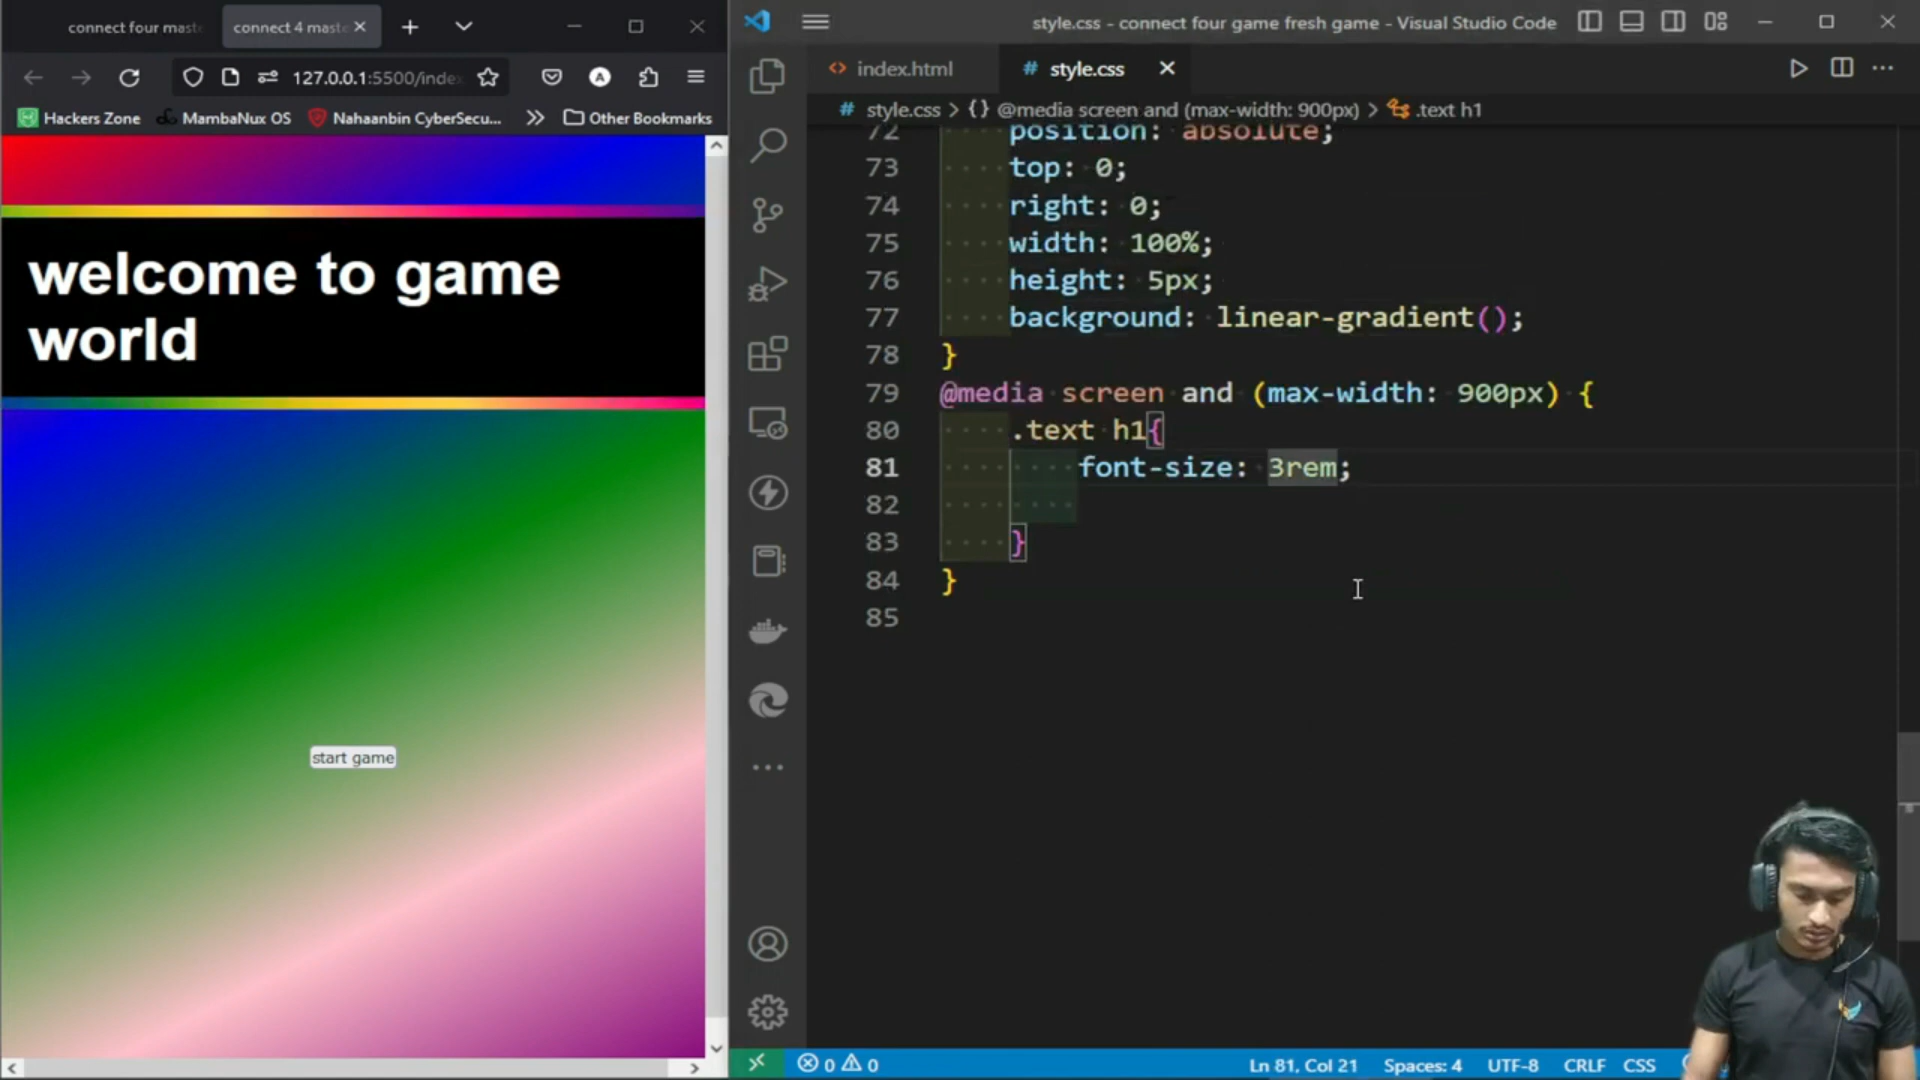 connect four mast
connect 4 mast
127.0.0.1:5500/index
Hackers Zone
MambaNux OS
Nahaanbin CyberSecu...
Other Bookmarks
welcome to game
world
start game
style.css - connect four game fresh game - Visual Studio Code
index.html
# style.css
# style.css > {} @media screen and (max-width: 900px) > .text h1
72 position: absolute;
73 top: 0;
74 right: 0;
75 width: 100%;
76 height: 5px;
77 background: linear-gradient();
78 }
79 @media screen and (max-width: 900px) {
80 .text h1{
81 font-size: 3rem;
82
83 }
84 }
85
0 0
Ln 81, Col 21
Spaces: 4
UTF-8
CRLF
CSS